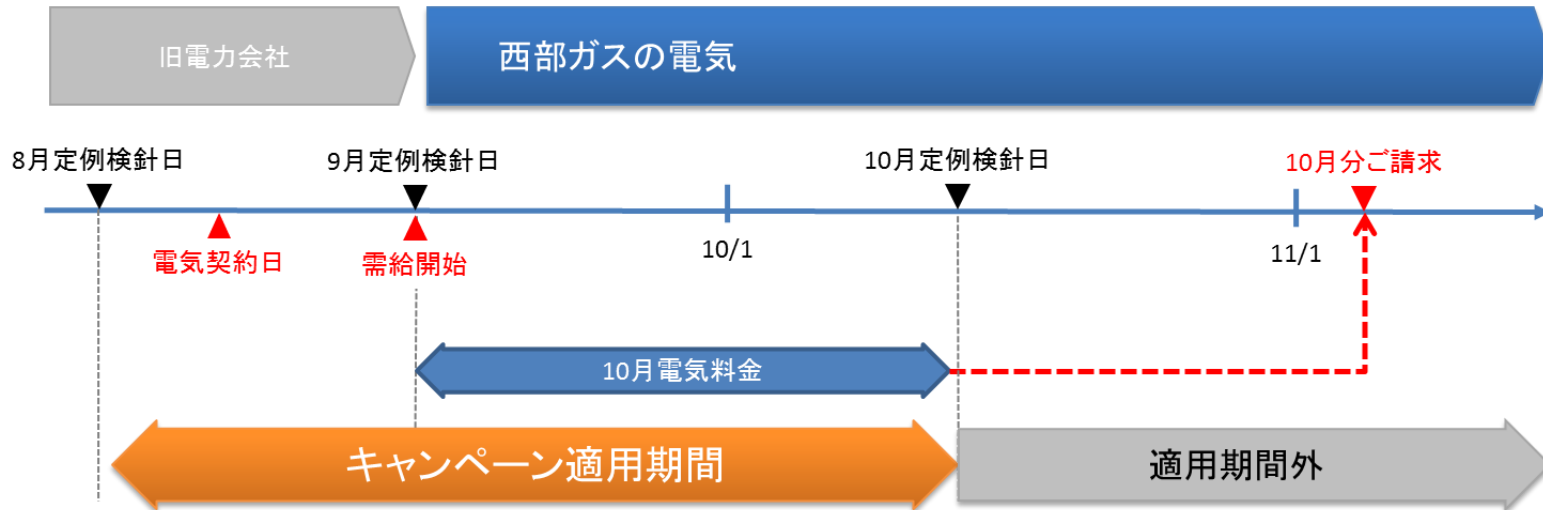 旧電力会社
西部ガスの電気
8月定例検針日
9月定例検針日
10月定例検針日
10月分ご請求
電気契約日
需給開始
10/1
11/1
10月電気料金
キャンペーン適用期間
適用期間外